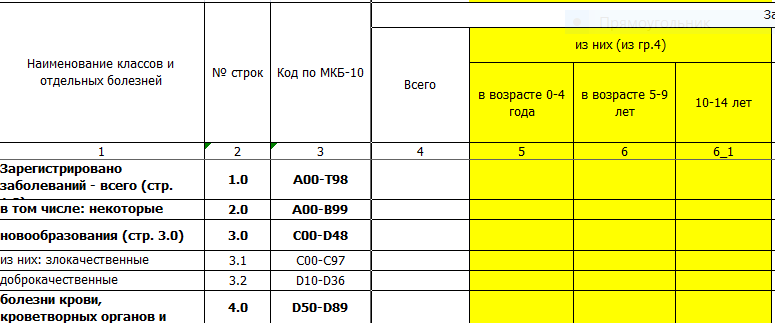 За
Прямоугольник
из них (из гр.4)
Наименование классов и
отдельных болезней
№ строк
Код по МКБ-10
Всего
в возрасте 0-4
года
в возрасте 5-9
лет
10-14 лет
1
2
3
4
5
6
6_1
Зарегистрировано
заболеваний - всего (стр.
1.0
A00-T98
в том числе: некоторые
2.0
A00-B99
новообразования (стр. 3.0)
3.0
C00-D48
из них: злокачественные
3.1
C00-C97
доброкачественные
3.2
D10-D36
болезни крови,
кроветворных органов и
4.0
D50-D89